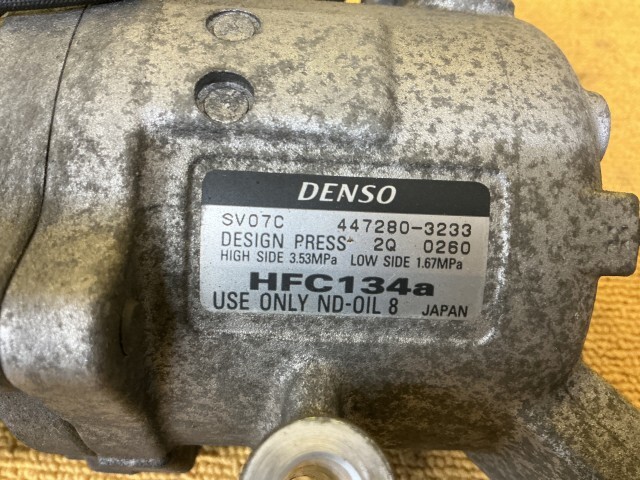 DENSO
SV07C 447280-3233
DESIGN PRESS 2Q 0260
HIGH SIDE 3.53MPa LOW SIDE 1.67MPa
HFC134a
USE ONLY ND-OIL 8 JAPAN